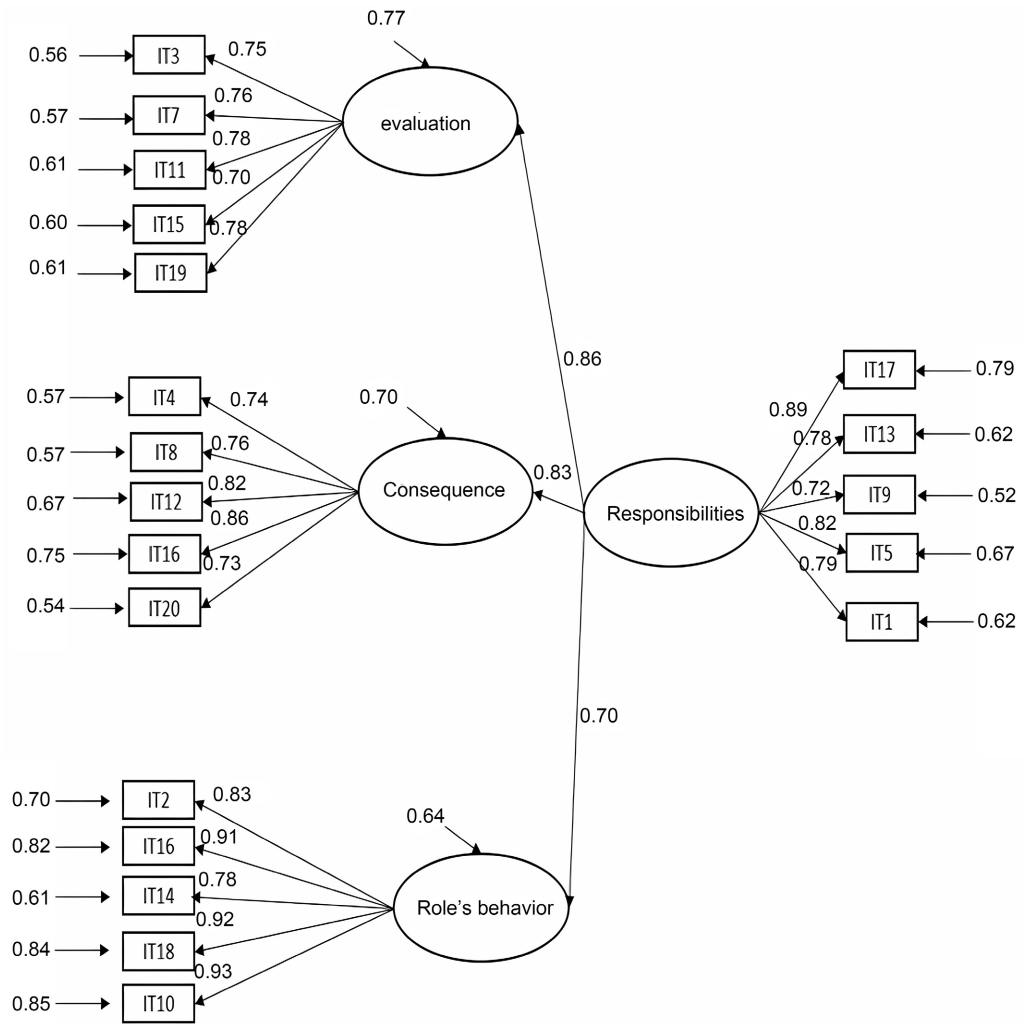 0.77
0.56 IT3 0.75
0.57 IT7 0.76
evaluation
0.61 IT11 0.78
0.60 IT15 0.70
0.61 IT19 0.78
0.86
0.57 IT4 0.74
0.70
0.57 IT8 0.76
0.67 IT12 0.82
Consequence
0.83
0.75 IT16 0.86
0.54 IT20 0.73
Responsibilities
0.89 IT17 0.79
0.78 IT13 0.62
0.72 IT9 0.52
0.82 IT5 0.67
0.79 IT1 0.62
0.70
0.70 IT2 0.83
0.64
0.82 IT16 0.91
0.61 IT14 0.78
Role’s behavior
0.84 IT18 0.92
0.85 IT10 0.93